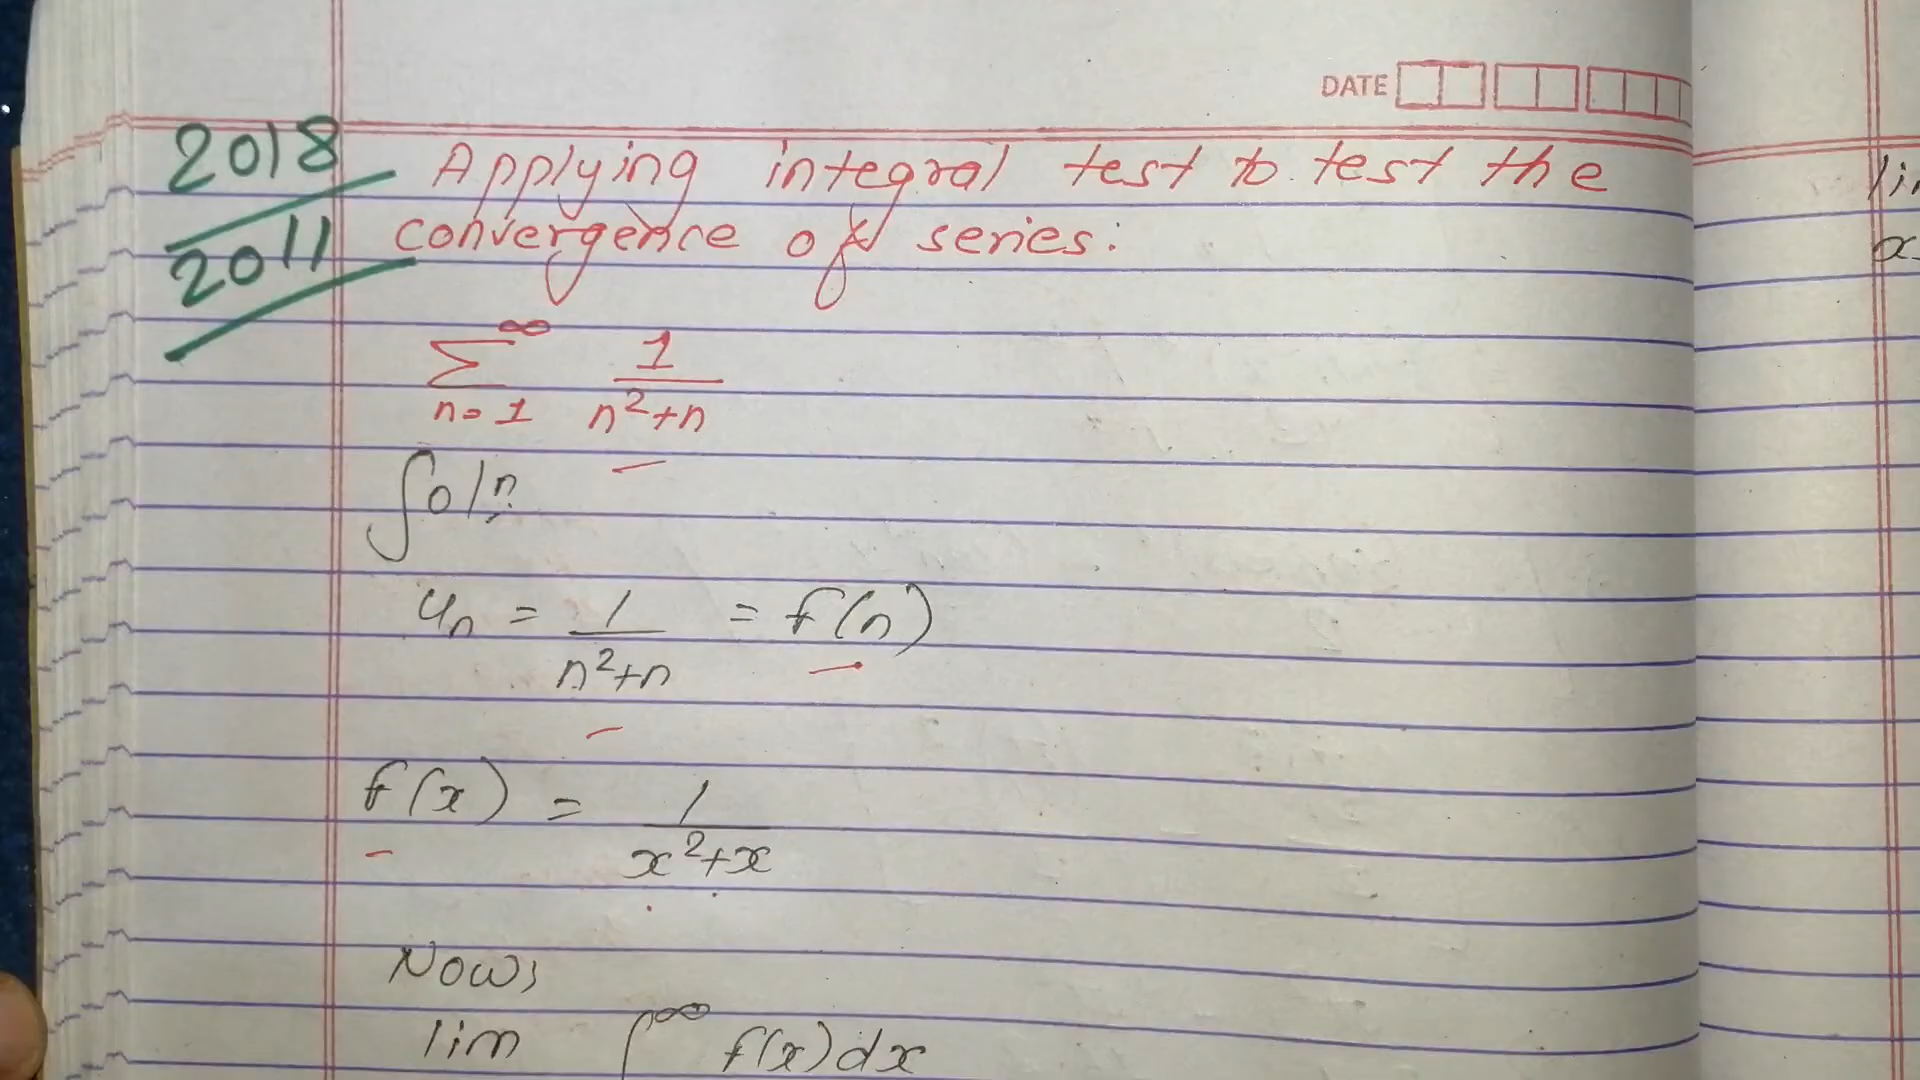 DATE
2018 Applying integral test to test the
2011 convergence of series:
∞
∑ 1
n=1 n²+n
Soln:
un = 1 = f(n)
n²+n
f(x) = 1
x²+x
Now,
lim ∫∞ f(x)dx